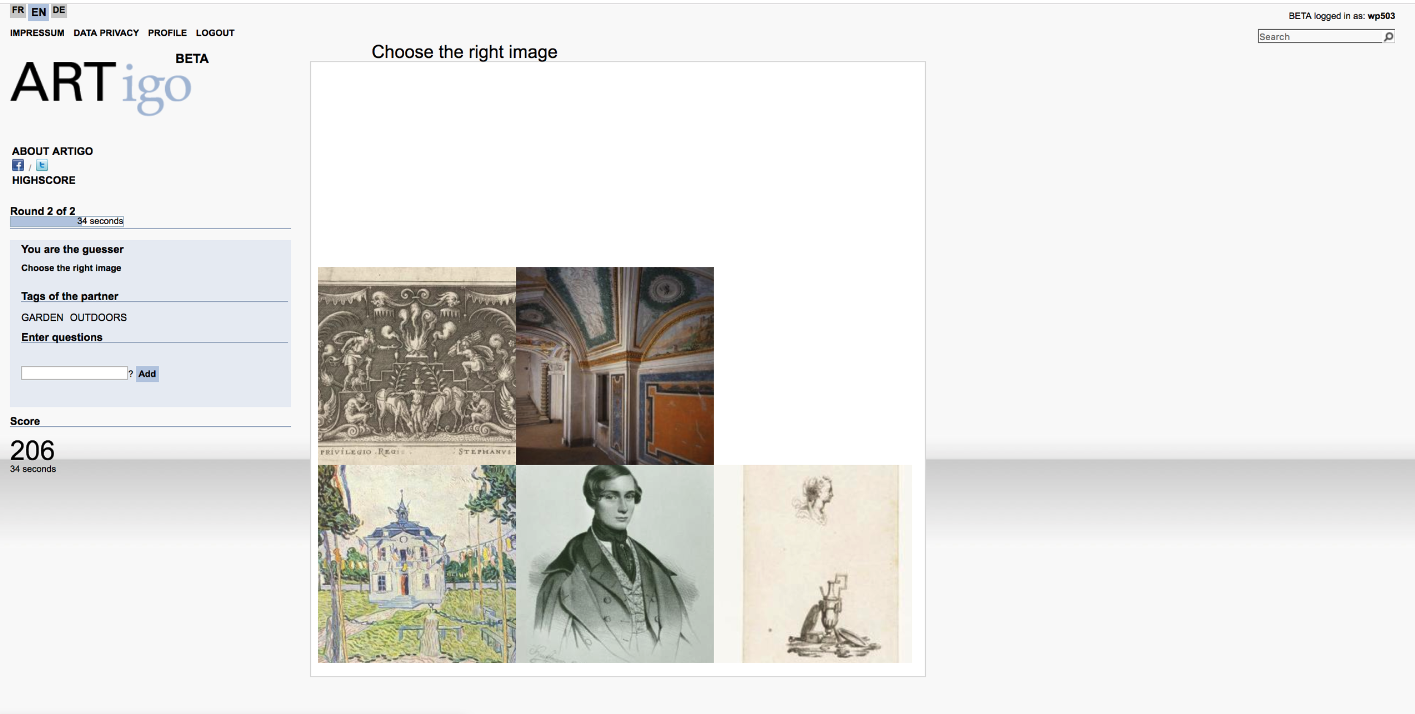 FR EN DE
BETA logged in as: wp503
IMPRESSUM DATA PRIVACY PROFILE LOGOUT
Search
Choose the right image
BETA
ARTigo
ABOUT ARTIGO
/
HIGHSCORE
Round 2 of 2
34 seconds
You are the guesser
Choose the right image
Tags of the partner
GARDEN OUTDOORS
Enter questions
? Add
Score
206
34 seconds
PRIVILEGIO REGI STEPHANVS